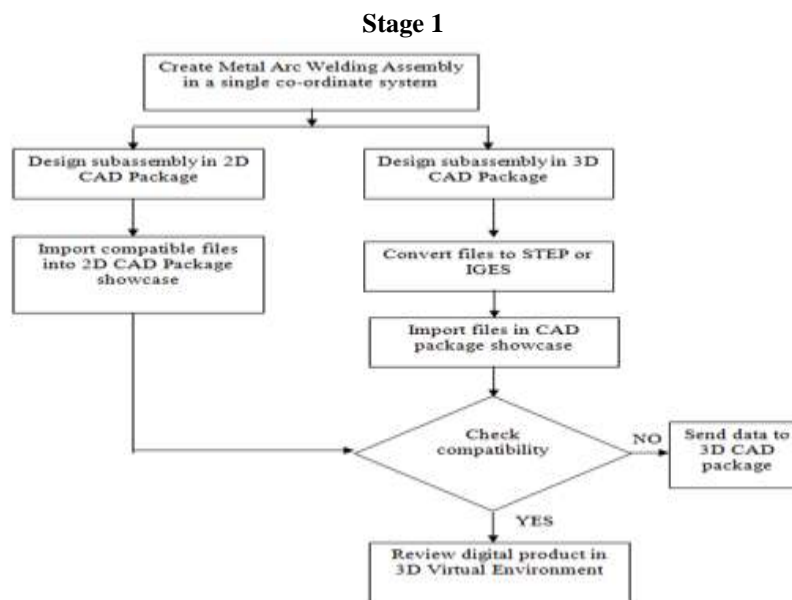 Stage 1
Create Metal Arc Welding Assembly
in a single co-ordinate system
Design subassembly in 2D
CAD Package
Design subassembly in 3D
CAD Package
Import compatible files
into 2D CAD Package
showcase
Convert files to STEP or
IGES
Import files in CAD
package showcase
Check
compatibility
NO
Send data to
3D CAD
package
YES
Review digital product in
3D Virtual Environment